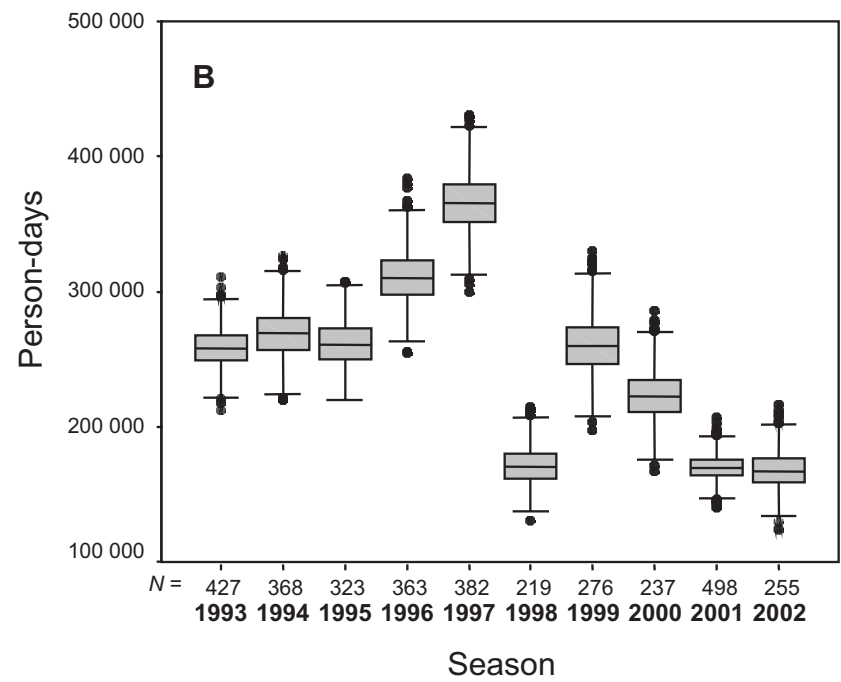 500 000
B
400 000
300 000
200 000
100 000
Person-days
N = 427 368 323 363 382 219 276 237 498 255
1993 1994 1995 1996 1997 1998 1999 2000 2001 2002
Season